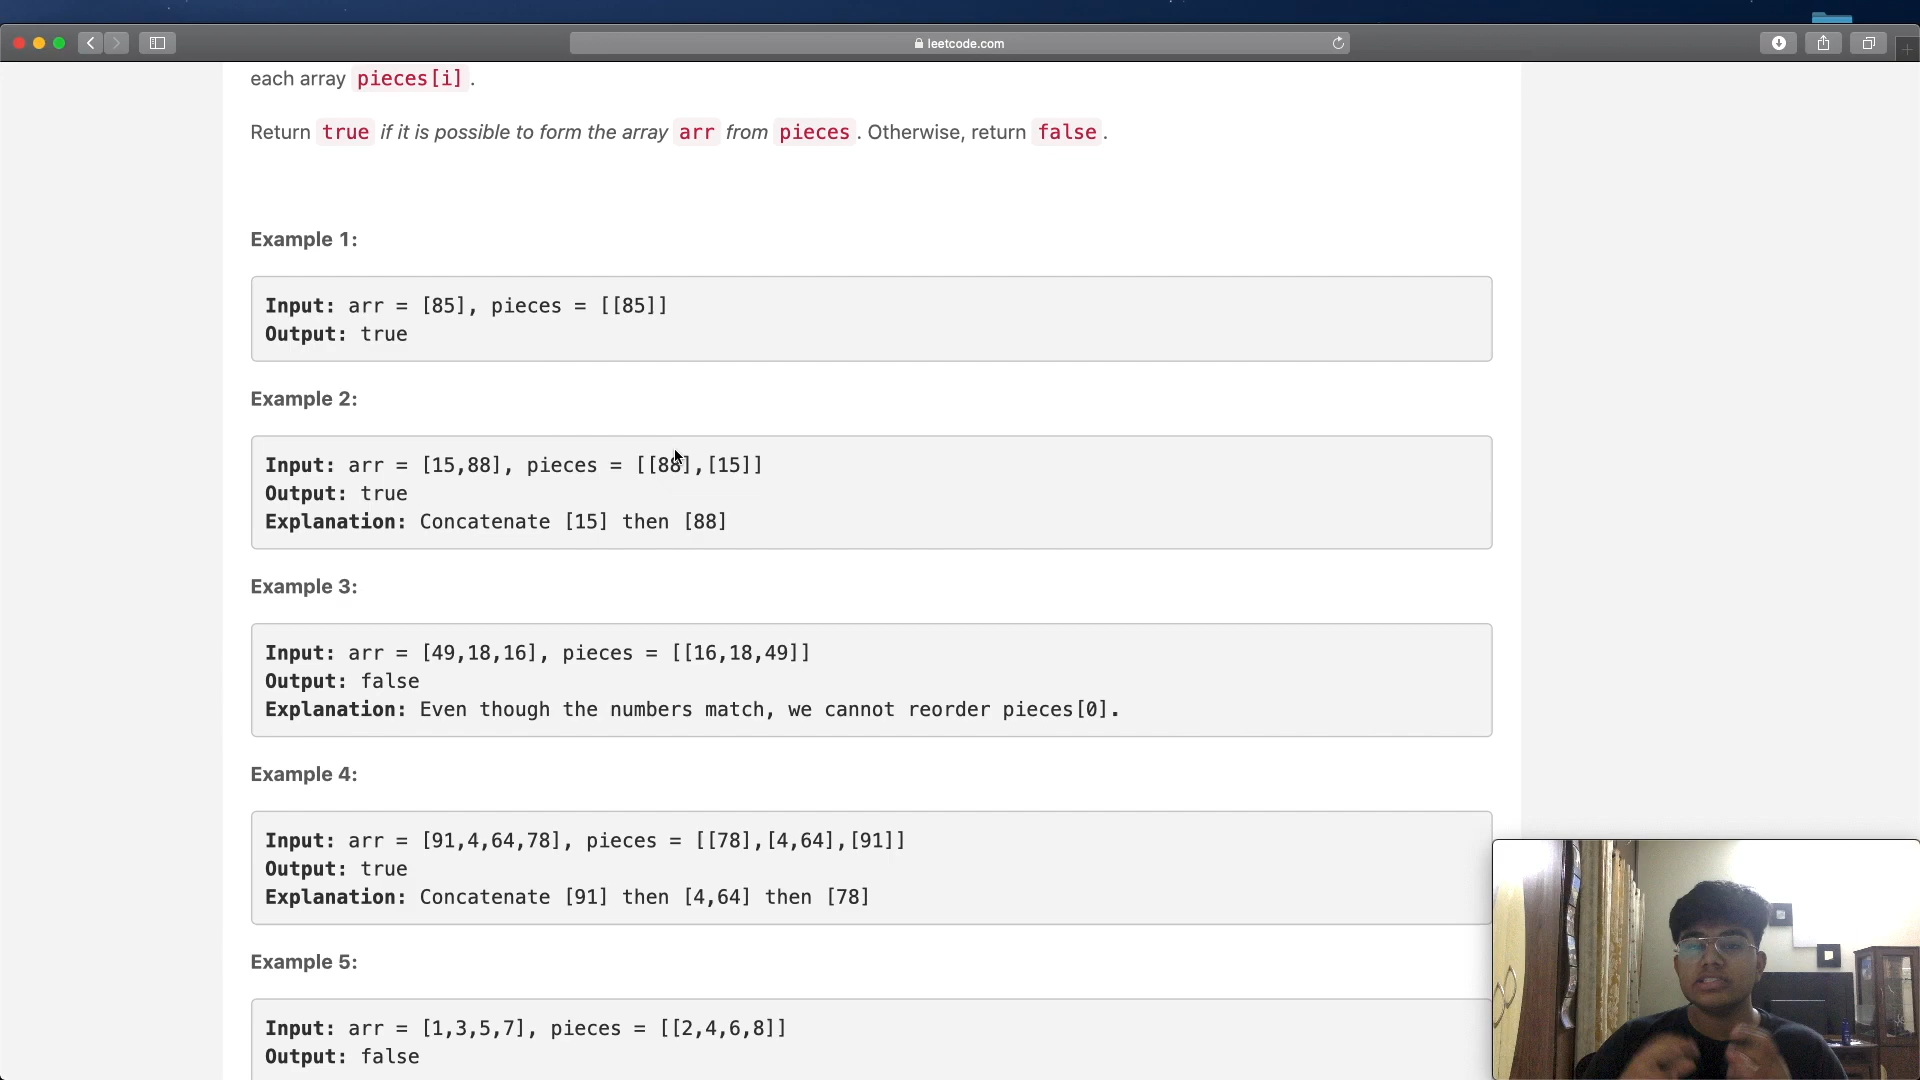 leetcode.com
each array pieces[i].
Return true if it is possible to form the array arr from pieces. Otherwise, return false.
Example 1:
Input: arr = [85], pieces = [[85]]
Output: true
Example 2:
Input: arr = [15,88], pieces = [[88],[15]]
Output: true
Explanation: Concatenate [15] then [88]
Example 3:
Input: arr = [49,18,16], pieces = [[16,18,49]]
Output: false
Explanation: Even though the numbers match, we cannot reorder pieces[0].
Example 4:
Input: arr = [91,4,64,78], pieces = [[78],[4,64],[91]]
Output: true
Explanation: Concatenate [91] then [4,64] then [78]
Example 5:
Input: arr = [1,3,5,7], pieces = [[2,4,6,8]]
Output: false